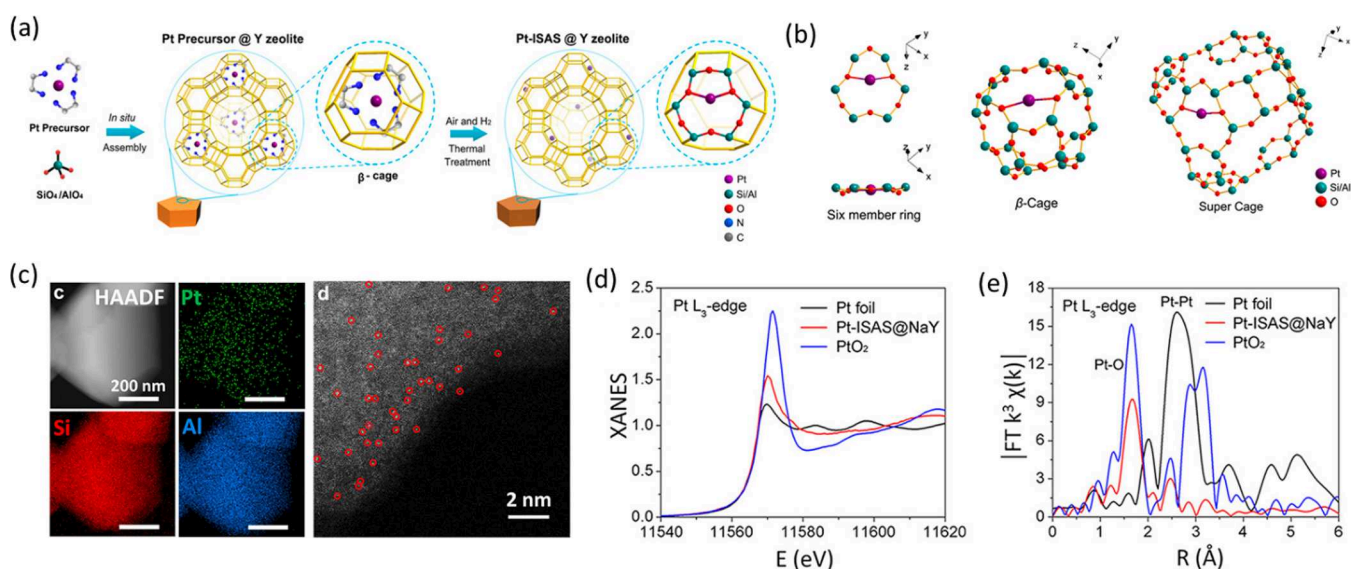 (a)
Pt Precursor @ Y zeolite
Pt-ISAS @ Y zeolite
Pt Precursor
In situ
Assembly
Air and H₂
Thermal
Treatment
SiO₄/AlO₄
β- cage
Pt
Si/Al
O
N
C
(b)
y
x
z
y
z
x
Six member ring
z
y
x
β-Cage
z
y
x
Super Cage
Pt
Si/Al
O
(c)
c
HAADF
200 nm
Pt
Si
Al
d
2 nm
(d)
Pt L₃-edge
Pt foil
Pt-ISAS@NaY
PtO₂
XANES
2.5
2.0
1.5
1.0
0.5
0.0
11540 11560 11580 11600 11620
E (eV)
(e)
Pt L₃-edge
Pt-Pt
Pt-O
Pt foil
Pt-ISAS@NaY
PtO₂
|FT k³ χ(k)|
18
15
12
9
6
3
0
0 1 2 3 4 5 6
R (Å)